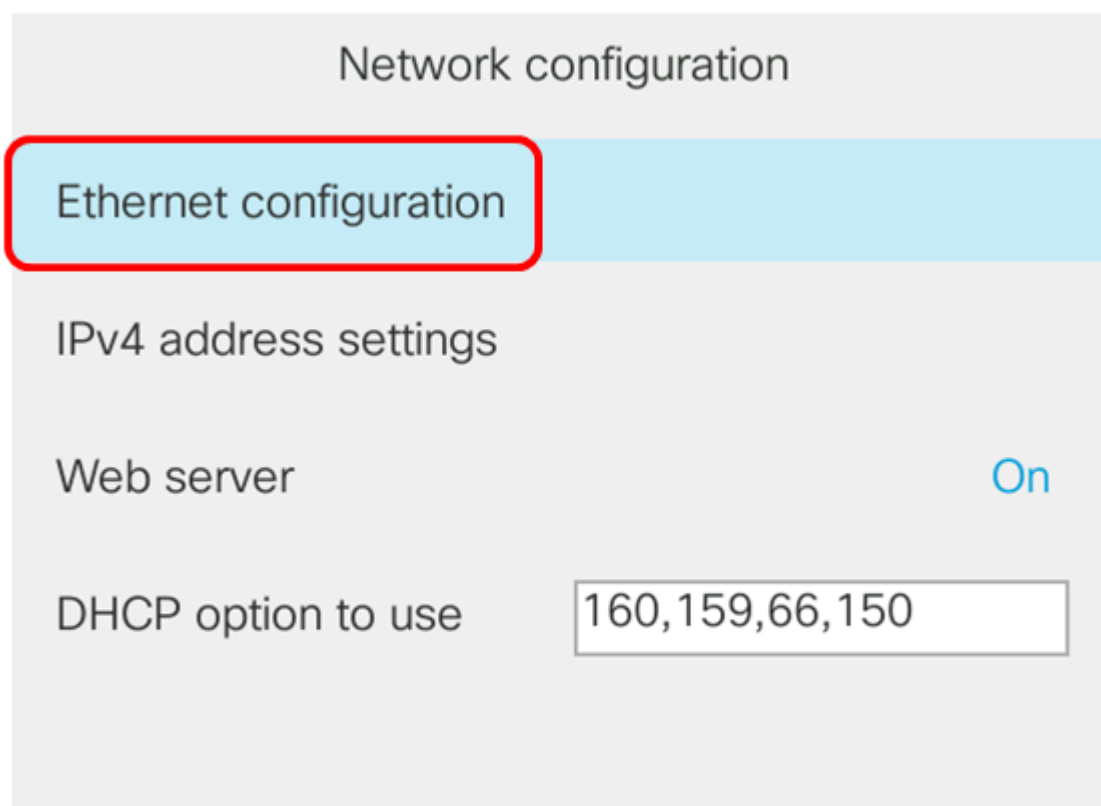 Network configuration
Ethernet configuration
IPv4 address settings
Web server On
DHCP option to use 160,159,66,150